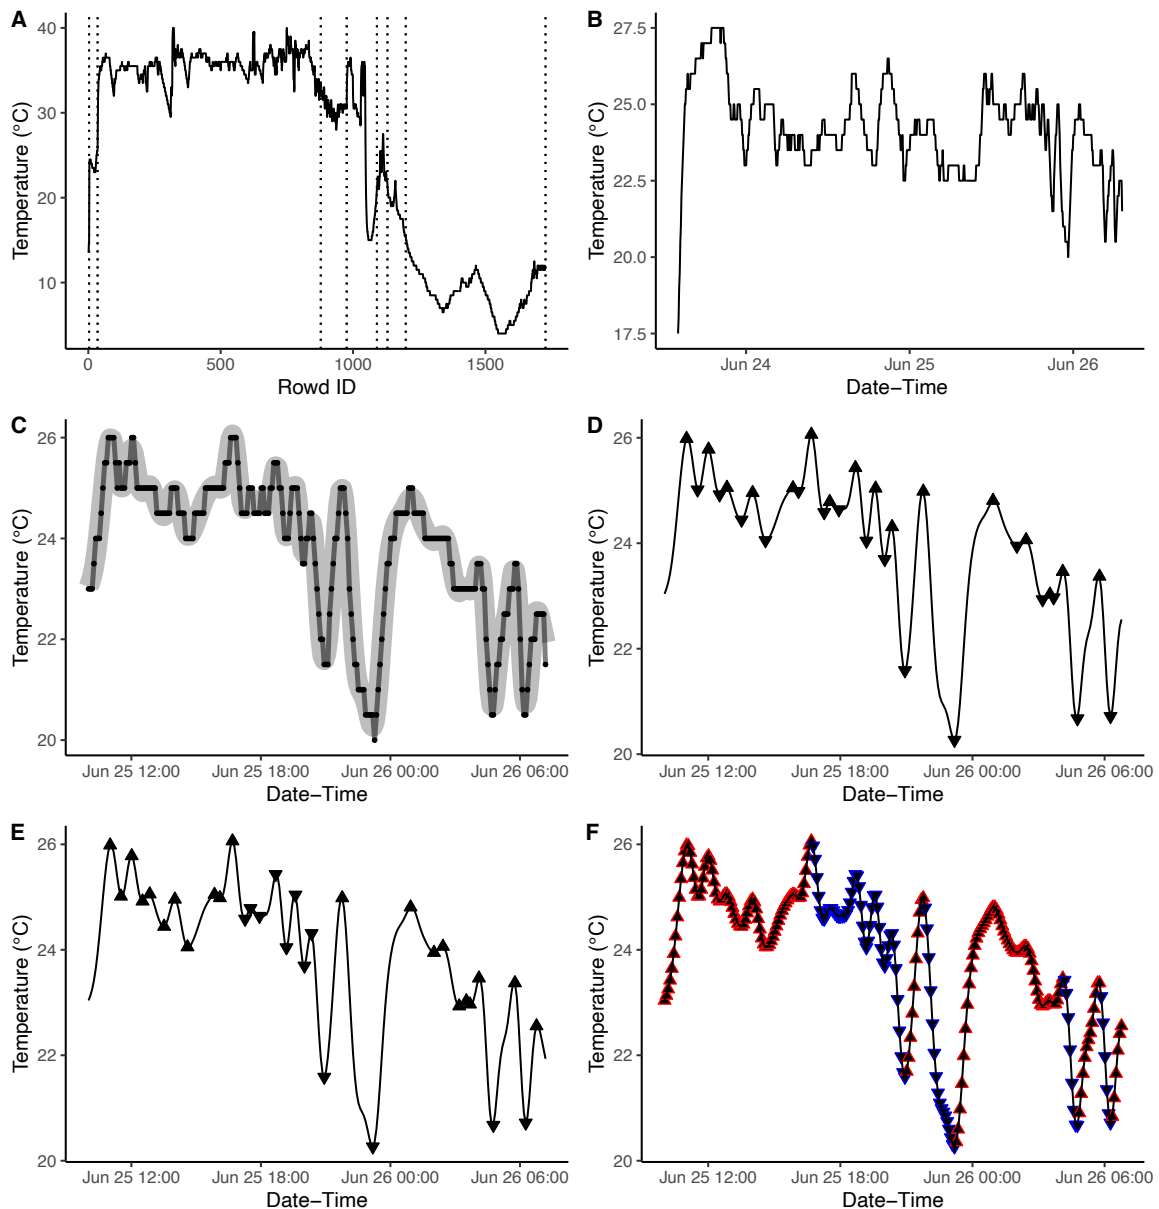 A
Temperature (°C)
40
30
20
10
0
500
1000
1500
Rowd ID
B
Temperature (°C)
27.5
25.0
22.5
20.0
17.5
Jun 24
Jun 25
Jun 26
Date−Time
C
Temperature (°C)
26
24
22
20
Jun 25 12:00
Jun 25 18:00
Jun 26 00:00
Jun 26 06:00
Date−Time
D
Temperature (°C)
26
24
22
20
Jun 25 12:00
Jun 25 18:00
Jun 26 00:00
Jun 26 06:00
Date−Time
E
Temperature (°C)
26
24
22
20
Jun 25 12:00
Jun 25 18:00
Jun 26 00:00
Jun 26 06:00
Date−Time
F
Temperature (°C)
26
24
22
20
Jun 25 12:00
Jun 25 18:00
Jun 26 00:00
Jun 26 06:00
Date−Time